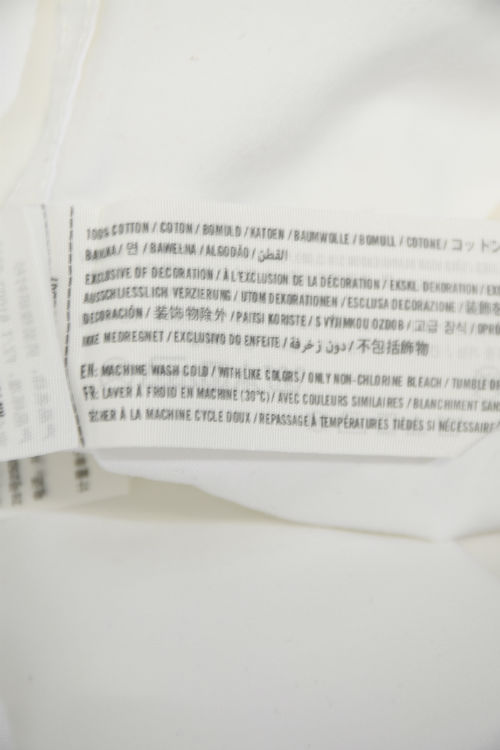 100% COTTON / COTON / BOMULD / KATOEN / BAUMWOLLE / BOMULL / COTONE / コットン
BAVLNA / 면 / BAWEŁNA / ALGODÃO / القطن
EXCLUSIVE OF DECORATION / À L'EXCLUSION DE LA DÉCORATION / EKSKL. DEKORATION /
AUSSCHLIESSLICH VERZIERUNG / UTOM DEKORATIONEN / ESCLUSA DECORAZIONE / 装飾を
DECORACIÓN / 装饰物除外 / PAITSI KORISTE / S VÝJIMKOU OZDOB / 고급 장식 /
IKKE MEDREGNET / EXCLUSIVO DO ENFEITE / دون زخرفة / 不包括飾物
EN: MACHINE WASH COLD / WITH LIKE COLORS / ONLY NON-CHLORINE BLEACH / TUMBLE
FR: LAVER À FROID EN MACHINE (30°C) / AVEC COULEURS SIMILAIRES / BLANCHIMENT SANS
À LA MACHINE CYCLE DOUX / REPASSAGE À TEMPÉRATURES TIÈDES SI NÉCESSAIRE